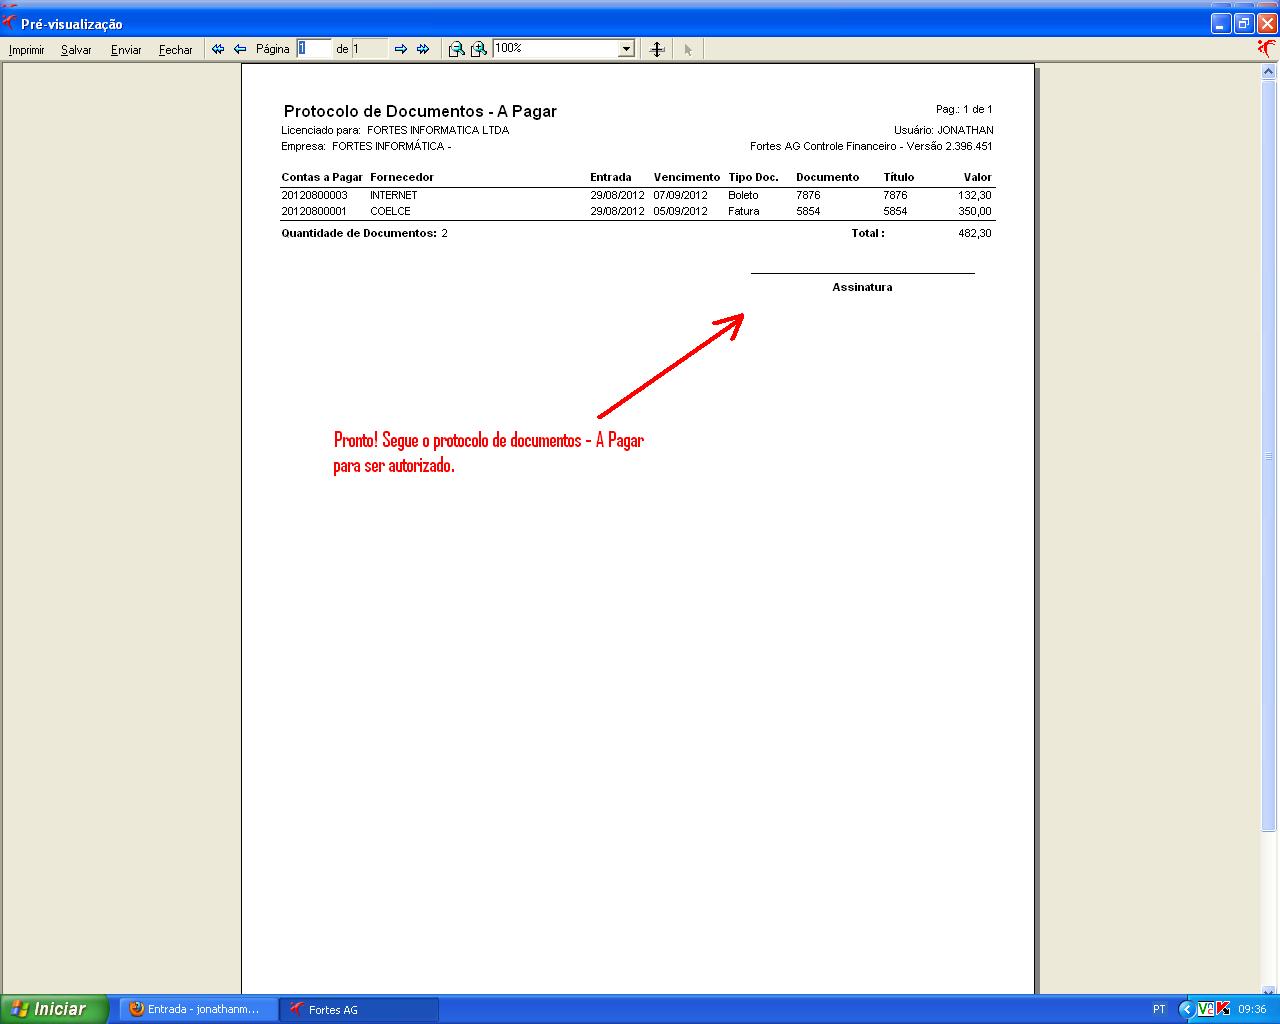 Pré-visualização
Imprimir Salvar Enviar Fechar Página 1 de 1 100%
Protocolo de Documentos - A Pagar Pag.: 1 de 1
Licenciado para: FORTES INFORMATICA LTDA Usuário: JONATHAN
Empresa: FORTES INFORMÁTICA - Fortes AG Controle Financeiro - Versão 2.396.451
Contas a Pagar Fornecedor Entrada Vencimento Tipo Doc. Documento Título Valor
20120800003 INTERNET 29/08/2012 07/09/2012 Boleto 7876 7876 132,30
20120800001 COELCE 29/08/2012 05/09/2012 Fatura 5854 5854 350,00
Quantidade de Documentos: 2 Total : 482,30
Assinatura
Pronto! Segue o protocolo de documentos - A Pagar
para ser autorizado.
Iniciar Entrada - jonathanm... Fortes AG PT 09:36